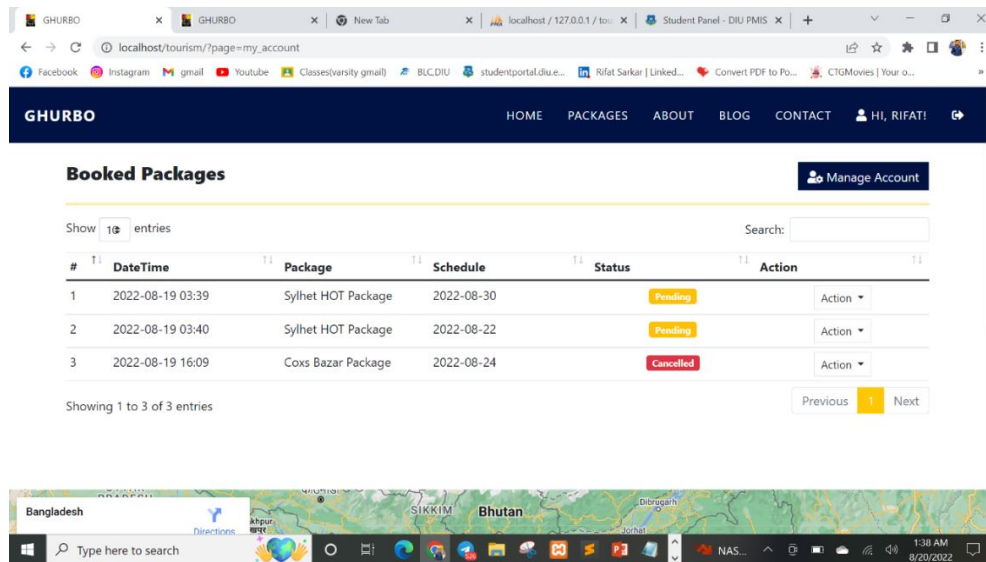 GHURBO
GHURBO
New Tab
localhost / 127.0.0.1 / tou
Student Panel - DIU PMIS
localhost/tourism/?page=my_account
Facebook Instagram gmail Youtube Classes(varsity gmail) BLC.DIU studentportal.diu.e... Rifat Sarkar | Linked... Convert PDF to Po... CTGMovies | Your o... »
GHURBO HOME PACKAGES ABOUT BLOG CONTACT HI, RIFAT!
Booked Packages Manage Account
Show 10 entries Search:
# DateTime Package Schedule Status Action
1 2022-08-19 03:39 Sylhet HOT Package 2022-08-30 Pending Action
2 2022-08-19 03:40 Sylhet HOT Package 2022-08-22 Pending Action
3 2022-08-19 16:09 Coxs Bazar Package 2022-08-24 Cancelled Action
Showing 1 to 3 of 3 entries Previous 1 Next
Bangladesh
Directions
SIKKIM Bhutan Dibrugarh
Jorhat
Type here to search NAS... 1:38 AM
8/20/2022